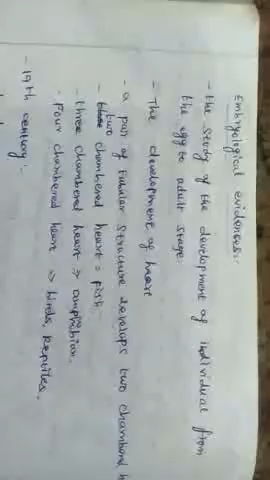 Embryological evidences:-
- the study of the development of individual from
the egg to adult stage.
- The development of heart
- a pair of tubular structure develops two chambered h
two
- chambered heart = fish
- three chambered heart => amphibian.
- Four chambered heart => birds, Reptiles.
- 19th century.